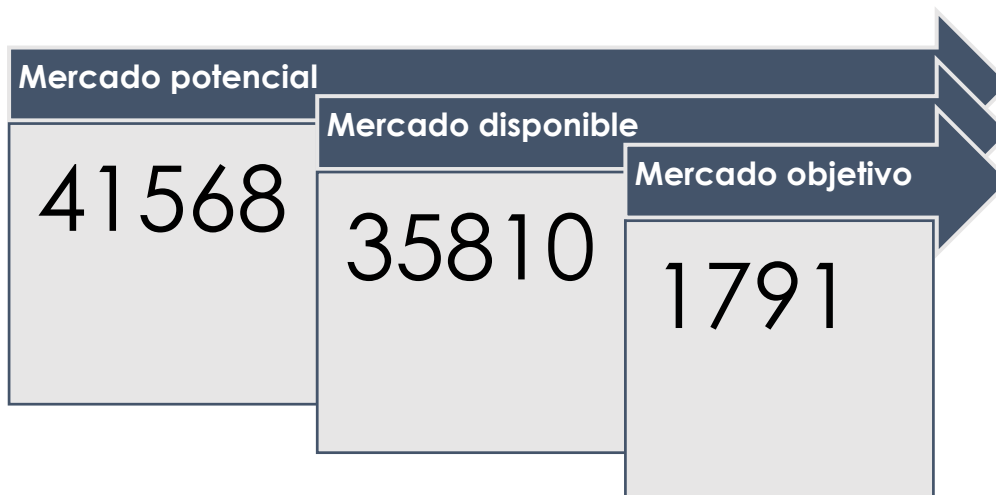 Mercado potencial
41568
Mercado disponible
35810
Mercado objetivo
1791